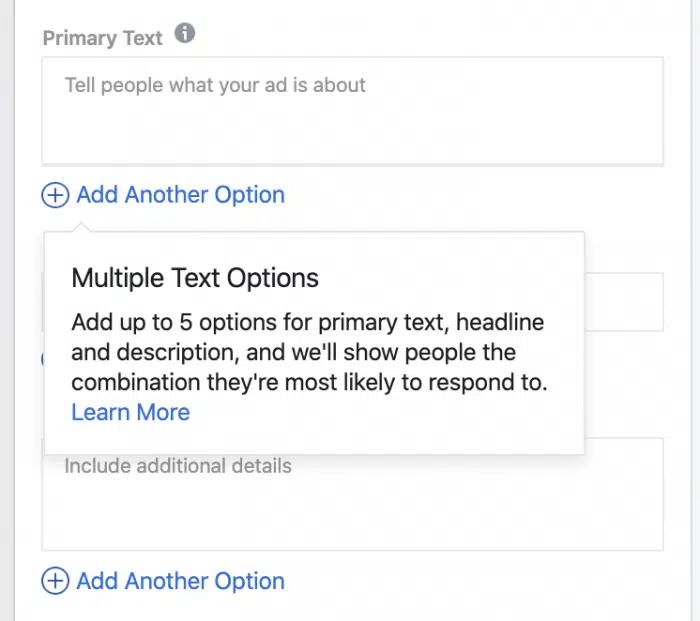 Primary Text
Tell people what your ad is about
Add Another Option
Multiple Text Options
Add up to 5 options for primary text, headline
and description, and we'll show people the
combination they're most likely to respond to.
Learn More
Include additional details
Add Another Option